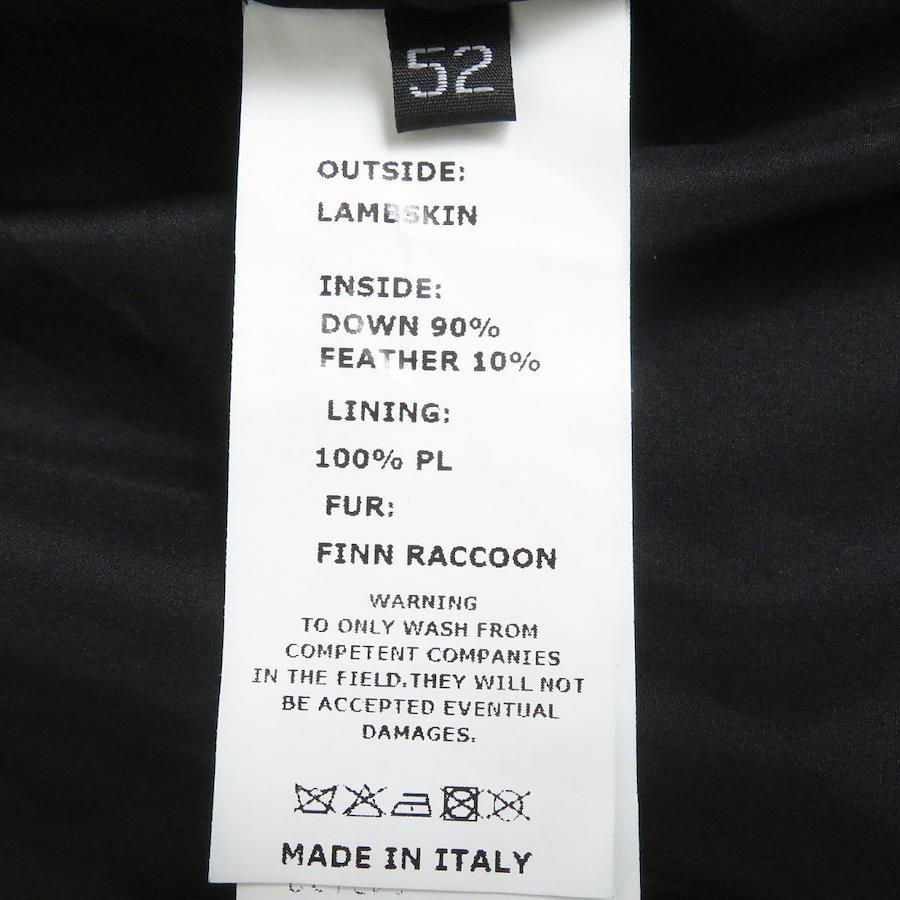 52
OUTSIDE:
LAMBSKIN
INSIDE:
DOWN 90%
FEATHER 10%
LINING:
100% PL
FUR:
FINN RACCOON
WARNING
TO ONLY WASH FROM
COMPETENT COMPANIES
IN THE FIELD.THEY WILL NOT
BE ACCEPTED EVENTUAL
DAMAGES.
MADE IN ITALY